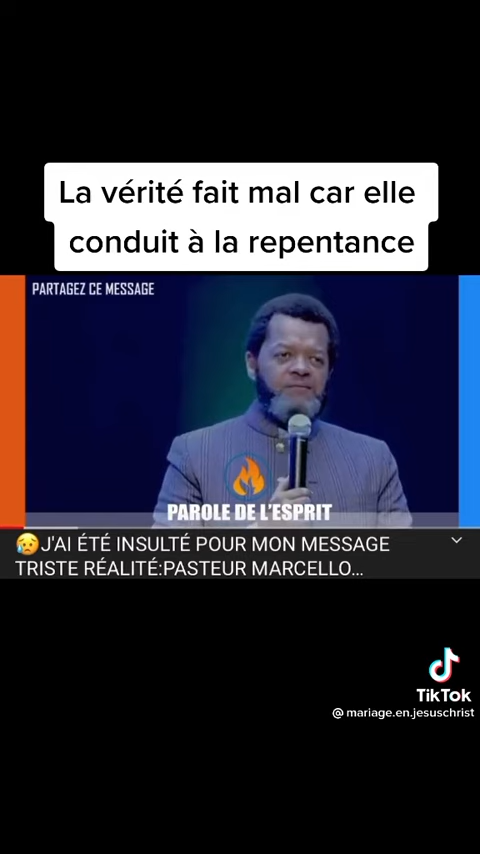 La vérité fait mal car elle
conduit à la repentance
PARTAGEZ CE MESSAGE
PAROLE DE L'ESPRIT
😥J'AI ÉTÉ INSULTÉ POUR MON MESSAGE
TRISTE RÉALITÉ:PASTEUR MARCELLO...
TikTok
@mariage.en.jesuschrist